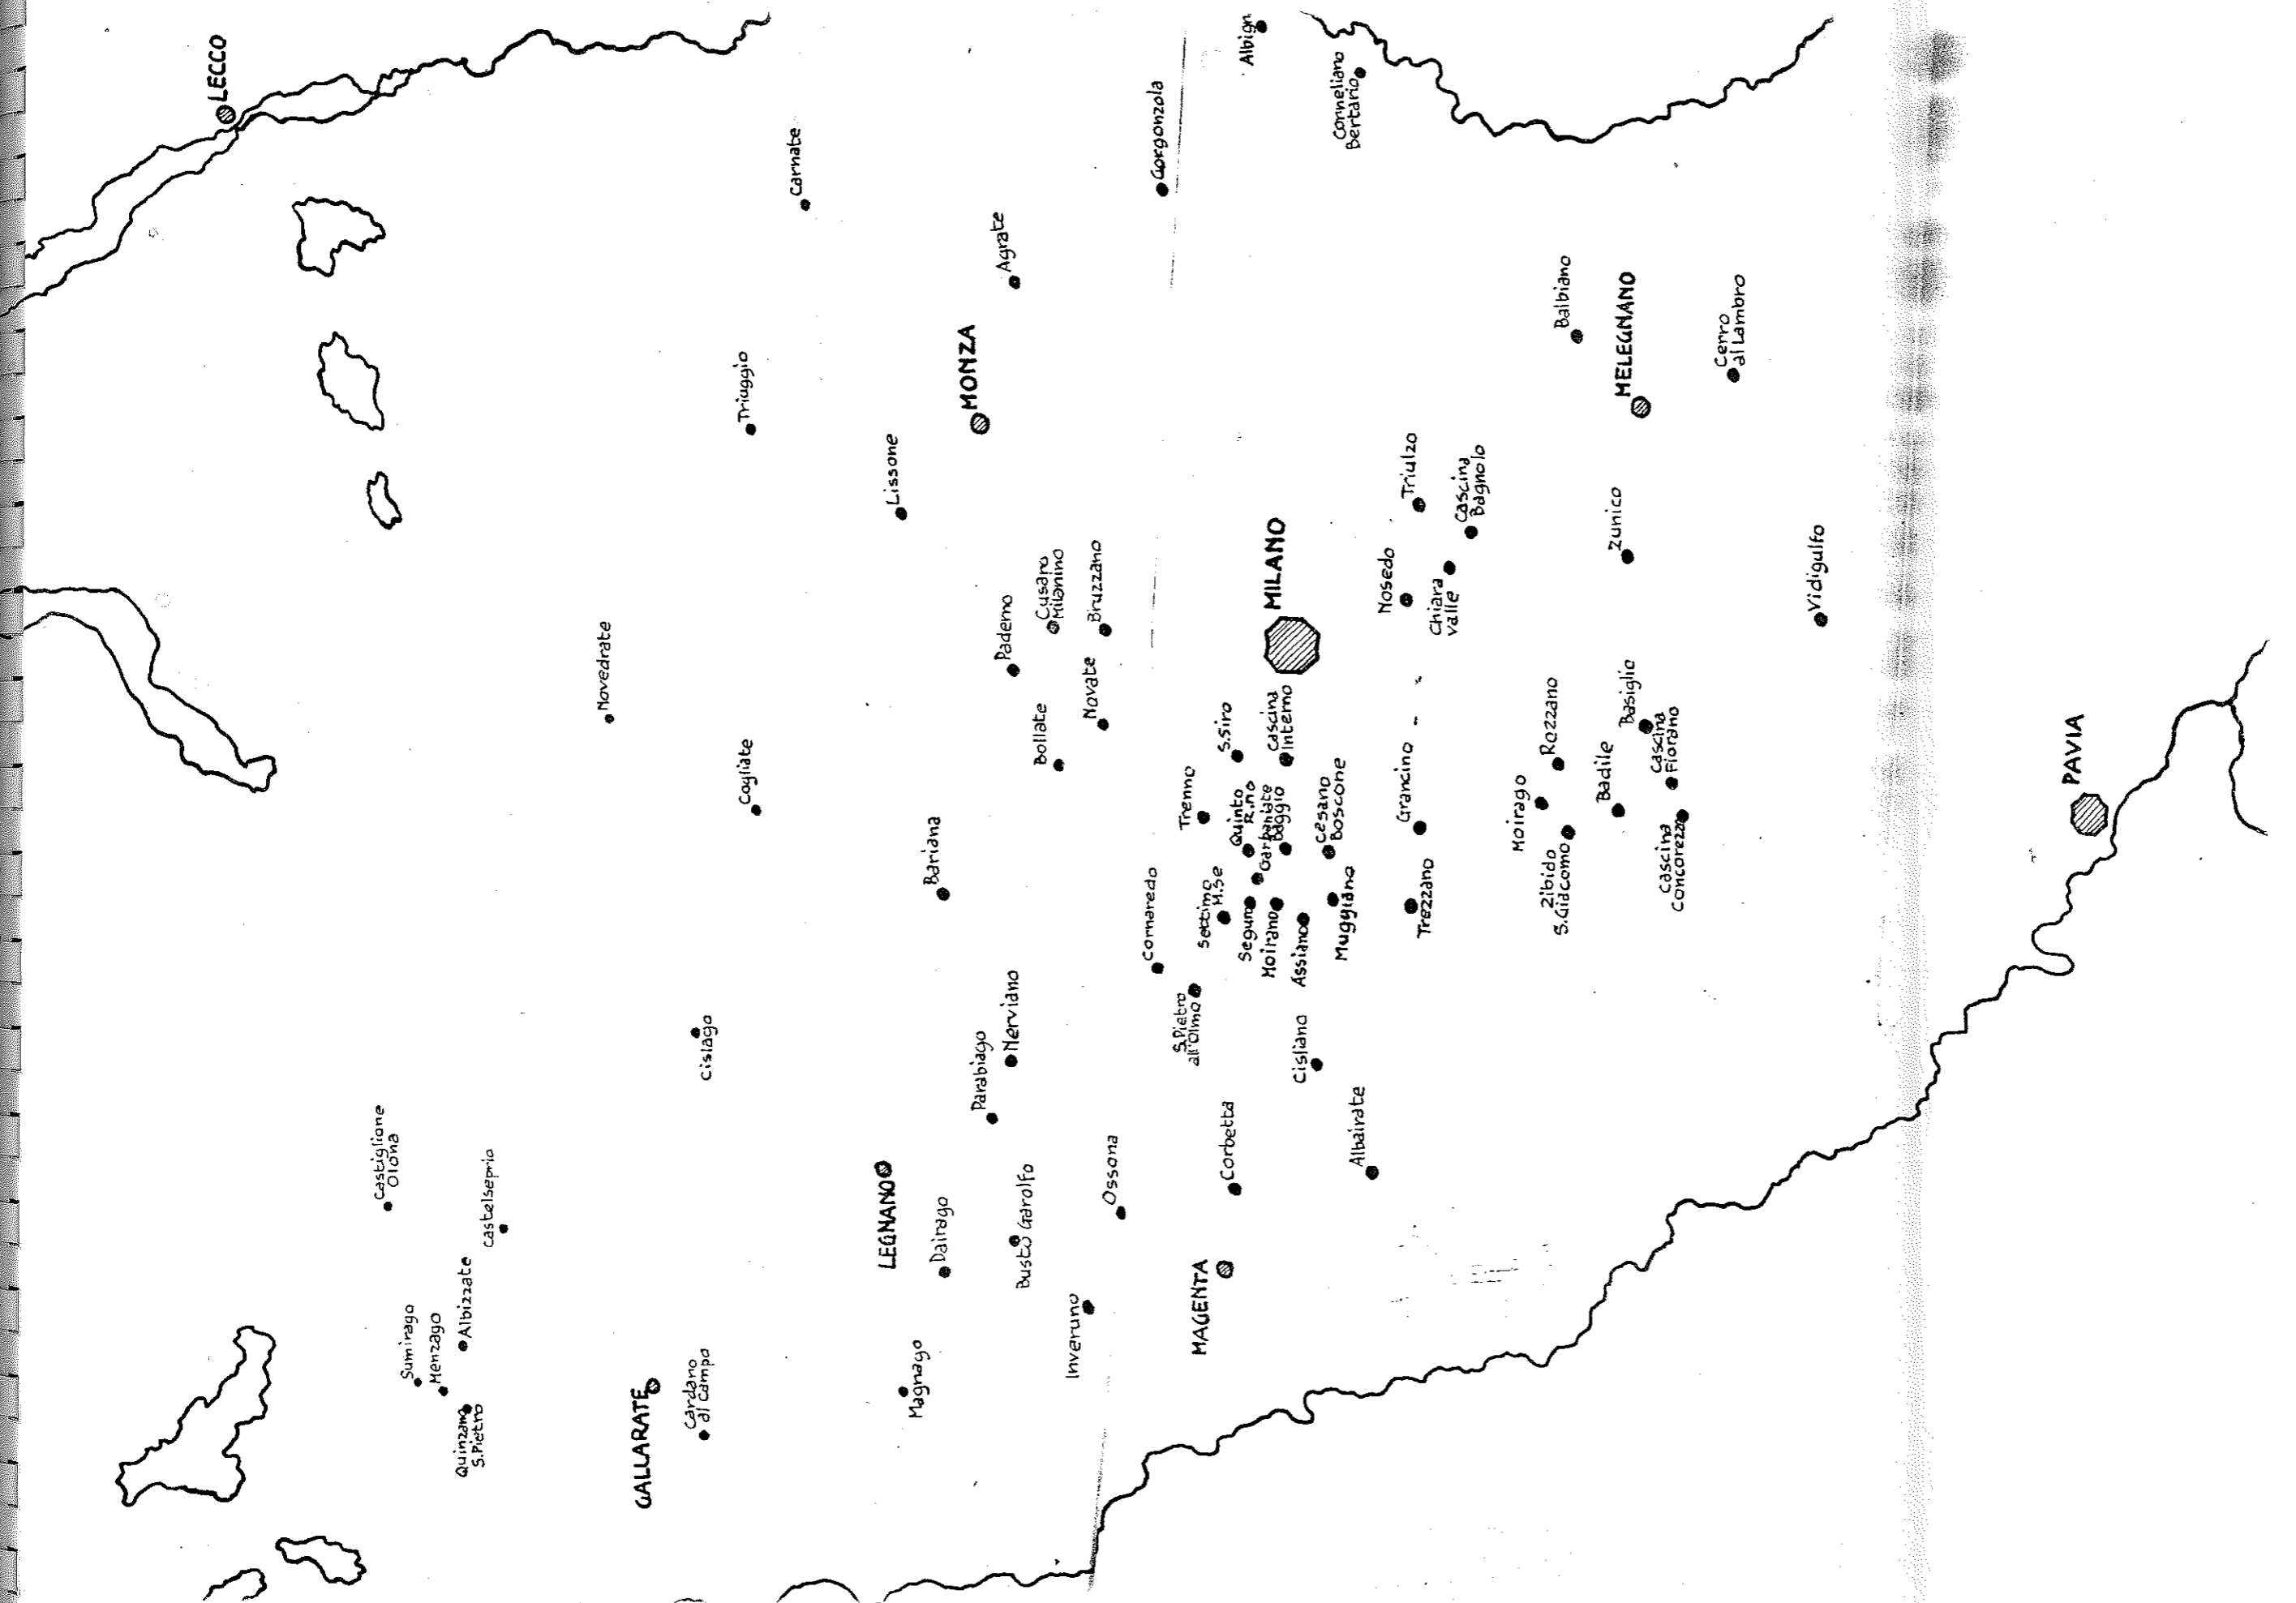 LECCO
Castiglione
Olona
Sumirago
Menzago
Albizzate
Castelseprio
Quinzano
S.Pietro
Novedrate
GALLARATE
Cardano
al Campo
Cislago
Cogliate
Triuggio
Carnate
LEGNANO
Magnago
Dairago
Bariana
Lissone
MONZA
Agrate
Parabiago
Nerviano
Busto Garolfo
Paderno
Cusano
Milanino
Bollate
Novate
Bruzzano
Inveruno
Ossona
Cornaredo
Gorgonzola
S.Pietro
all'Olmo
Trenno
MAGENTA
Corbetta
Settimo
M.Se
S.Siro
Quinto
R.no
Seguro
Garbaniate
Moirano
Baggio
Cascina
Interno
MILANO
Albign
Cisliano
Assiano
Cesano
Boscone
Muggiano
Corneliano
Bertario
Albairate
Trezzano
Grancino
Nosedo
Triulzo
Chiara
valle
Cascina
Bagnolo
Moirago
Rozzano
Zibido
S.Giacomo
Balbiano
Badile
Basiglio
Zunico
MELEGNANO
Cascina
Fiorano
Cascina
Concorezzo
Cerro
al Lambro
Vidigulfo
PAVIA